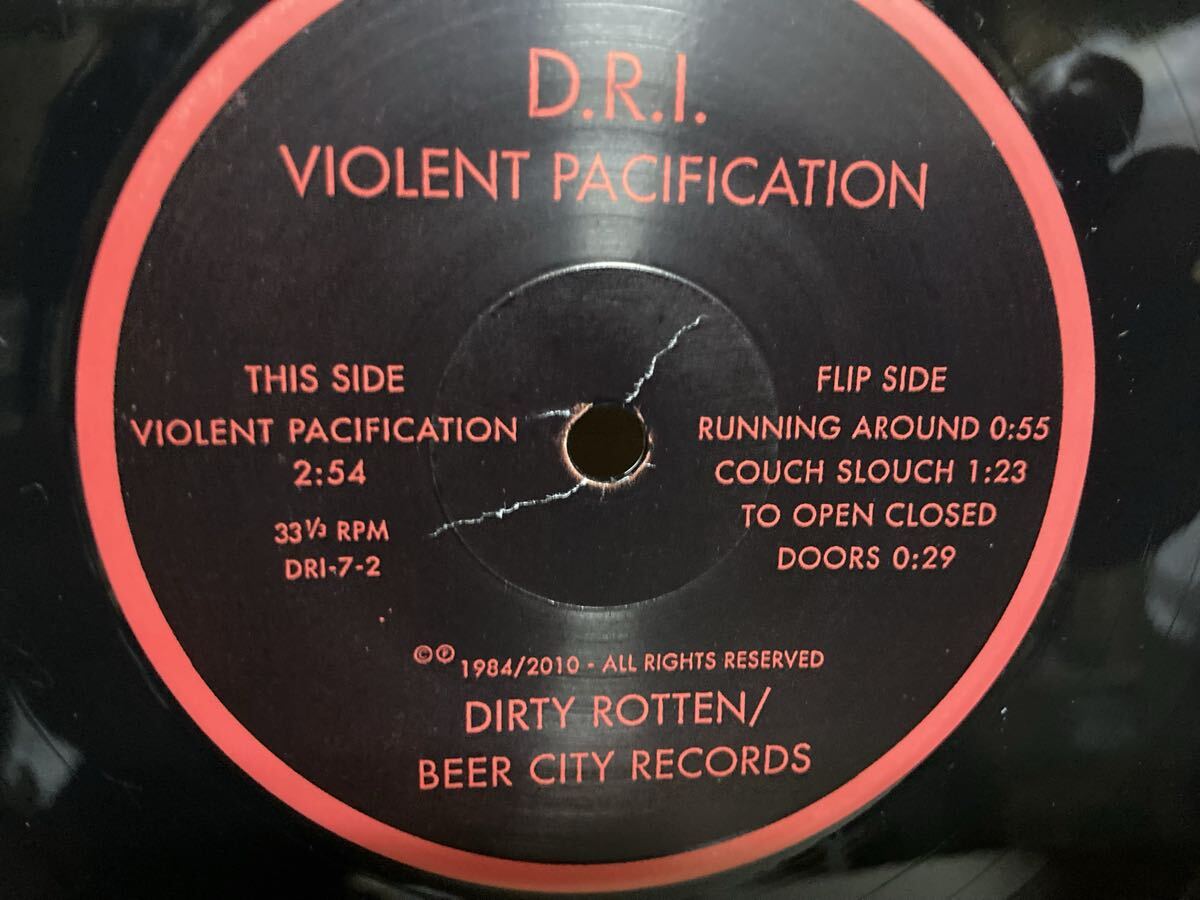 D.R.I.
VIOLENT PACIFICATION
THIS SIDE
VIOLENT PACIFICATION
2:54
33 1/3 RPM
DRI-7-2
FLIP SIDE
RUNNING AROUND 0:55
COUCH SLOUCH 1:23
TO OPEN CLOSED
DOORS 0:29
©℗ 1984/2010 - ALL RIGHTS RESERVED
DIRTY ROTTEN/
BEER CITY RECORDS